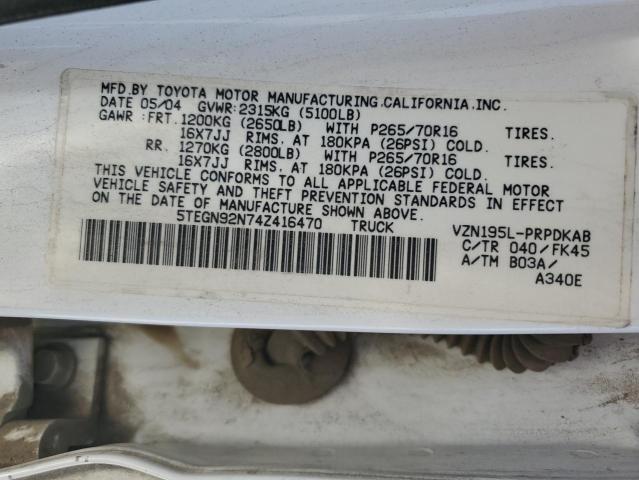 MFD.BY TOYOTA MOTOR MANUFACTURING,CALIFORNIA,INC.
DATE 05/04 GVWR:2315KG (5100LB)
GAWR : FRT. 1200KG (2650LB) WITH P265/70R16 TIRES.
16X7JJ RIMS, AT 180KPA (26PSI) COLD.
RR. 1270KG (2800LB) WITH P265/70R16 TIRES.
16X7JJ RIMS, AT 180KPA (26PSI) COLD.
THIS VEHICLE CONFORMS TO ALL APPLICABLE FEDERAL MOTOR
VEHICLE SAFETY AND THEFT PREVENTION STANDARDS IN EFFECT
ON THE DATE OF MANUFACTURE SHOWN ABOVE.
5TEGN92N74Z416470 TRUCK VZN195L-PRPDKAB
C/TR 040/FK45
A/TM B03A/
A340E